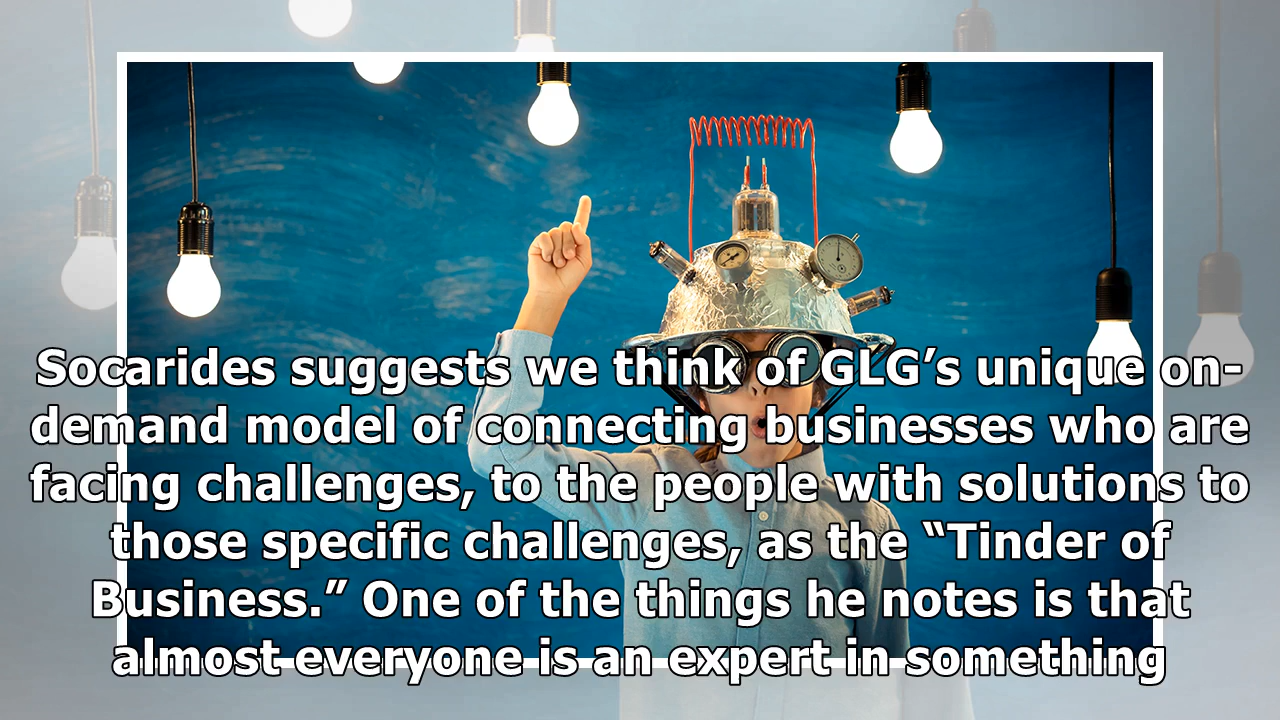 Socarides suggests we think of GLG’s unique on-
demand model of connecting businesses who are
facing challenges, to the people with solutions to
those specific challenges, as the “Tinder of
Business.” One of the things he notes is that
almost everyone is an expert in something